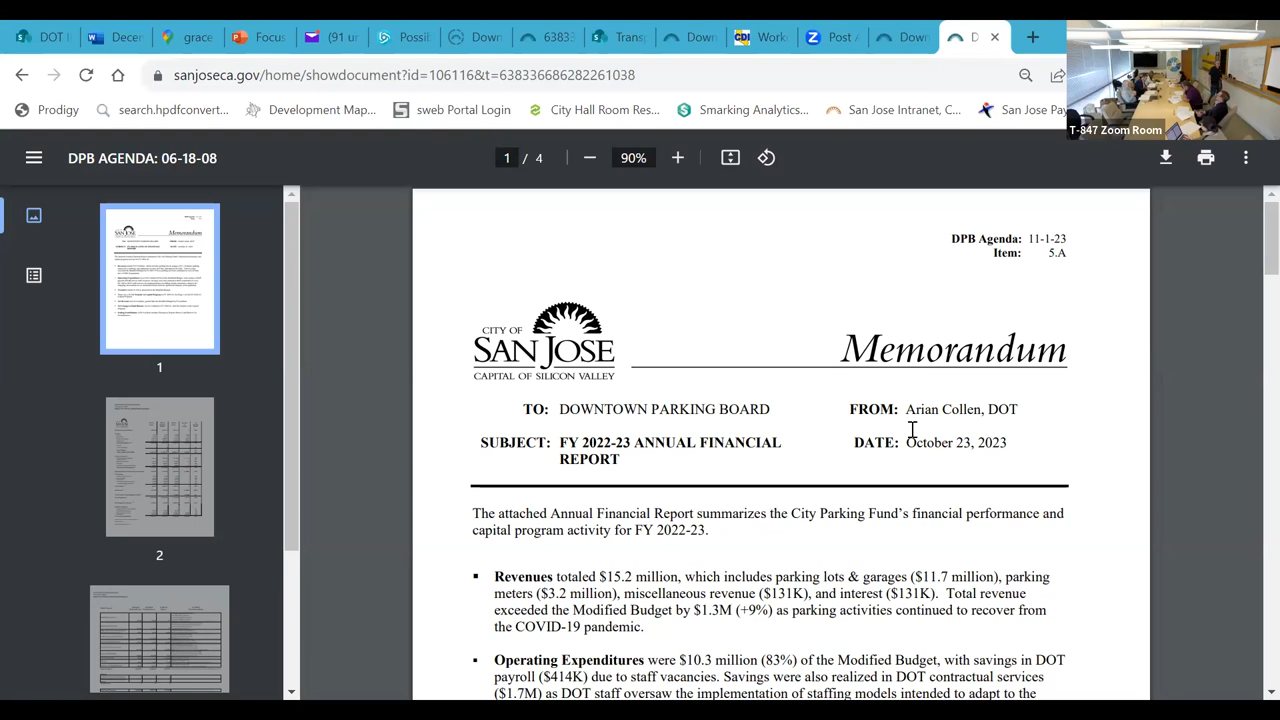 DOT I
Decen
grace
Focus
(91 ur
Possil
Down
63833
Trans
Down
Work
Post A
Down
D
sanjoseca.gov/home/showdocument?id=106116&t=638336686282261038
Prodigy
search.hpdfconvert...
Development Map...
sweb Portal Login
City Hall Room Res...
Smarking Analytics...
San Jose Intranet, C...
San Jose Pay
T-847 Zoom Room
DPB AGENDA: 06-18-08
1 / 4
90%
DPB Agenda: 11-1-23
Item: 5.A
CITY OF
SAN JOSE
CAPITAL OF SILICON VALLEY
Memorandum
TO: DOWNTOWN PARKING BOARD
FROM: Arian Collen, DOT
SUBJECT: FY 2022-23 ANNUAL FINANCIAL
REPORT
DATE: October 23, 2023
The attached Annual Financial Report summarizes the City Parking Fund's financial performance and
capital program activity for FY 2022-23.
▪ Revenues totaled $15.2 million, which includes parking lots & garages ($11.7 million), parking
meters ($3.2 million), miscellaneous revenue ($131K), and interest ($131K). Total revenue
exceeded the Modified Budget by $1.3M (+9%) as parking activities continued to recover from
the COVID-19 pandemic.
▪ Operating Expenditures were $10.3 million (83%) of the Modified Budget, with savings in DOT
payroll ($414K) due to staff vacancies. Savings were also realized in DOT contractual services
($1.7M) as DOT staff oversaw the implementation of staffing models intended to adapt to the
Memorandum
1
2